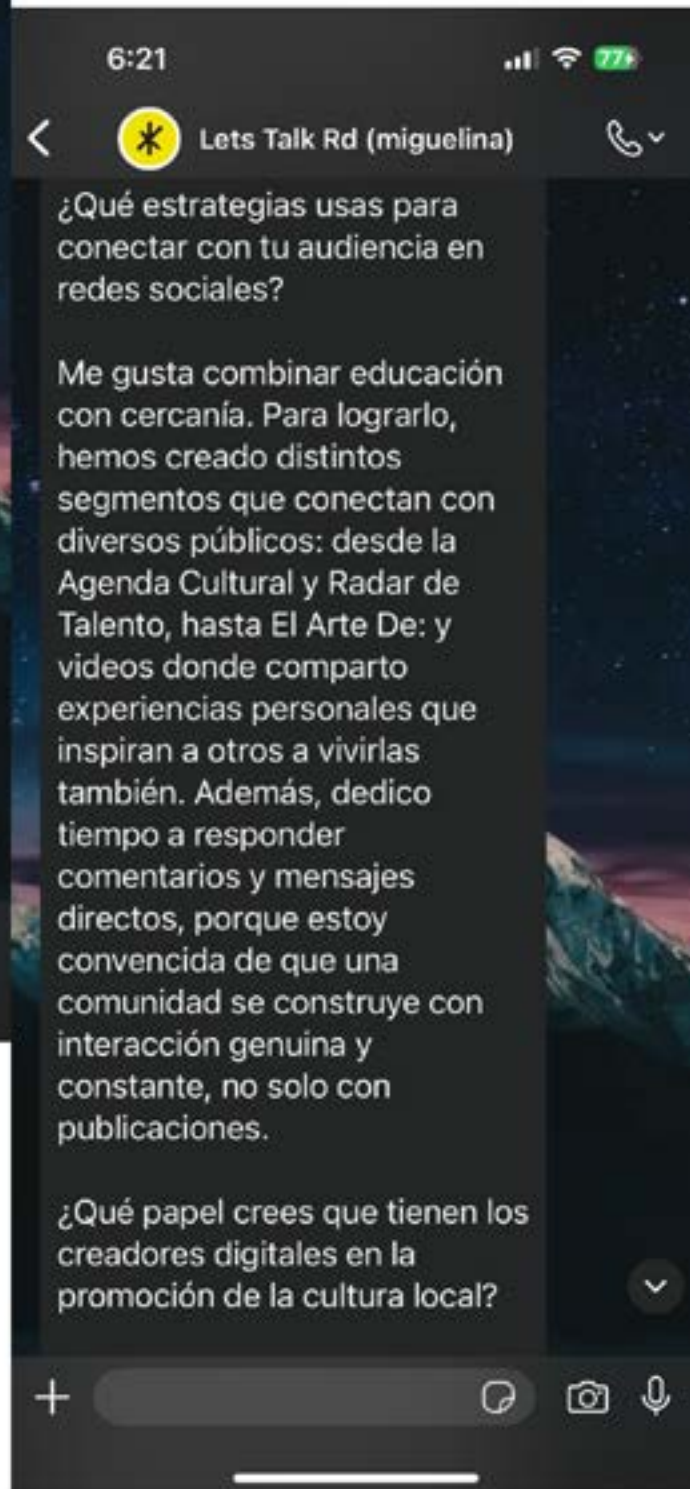 6:21
77
Lets Talk Rd (miguelina)
¿Qué estrategias usas para
conectar con tu audiencia en
redes sociales?
Me gusta combinar educación
con cercanía. Para lograrlo,
hemos creado distintos
segmentos que conectan con
diversos públicos: desde la
Agenda Cultural y Radar de
Talento, hasta El Arte De: y
videos donde comparto
experiencias personales que
inspiran a otros a vivirlas
también. Además, dedico
tiempo a responder
comentarios y mensajes
directos, porque estoy
convencida de que una
comunidad se construye con
interacción genuina y
constante, no solo con
publicaciones.
¿Qué papel crees que tienen los
creadores digitales en la
promoción de la cultura local?